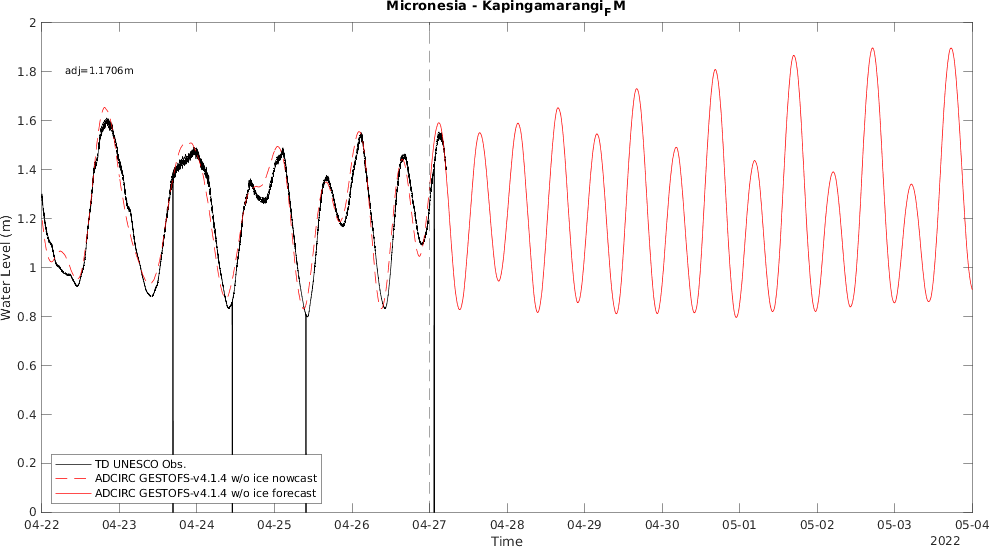 Micronesia - Kapingamarangi_FM
2
1.8
adj=1.1706m
1.6
1.4
1.2
Water Level (m)
1
0.8
0.6
0.4
0.2
TD UNESCO Obs.
ADCIRC GESTOFS-v4.1.4 w/o ice nowcast
ADCIRC GESTOFS-v4.1.4 w/o ice forecast
0
04-22 04-23 04-24 04-25 04-26 04-27 04-28 04-29 04-30 05-01 05-02 05-03 05-04
Time
2022